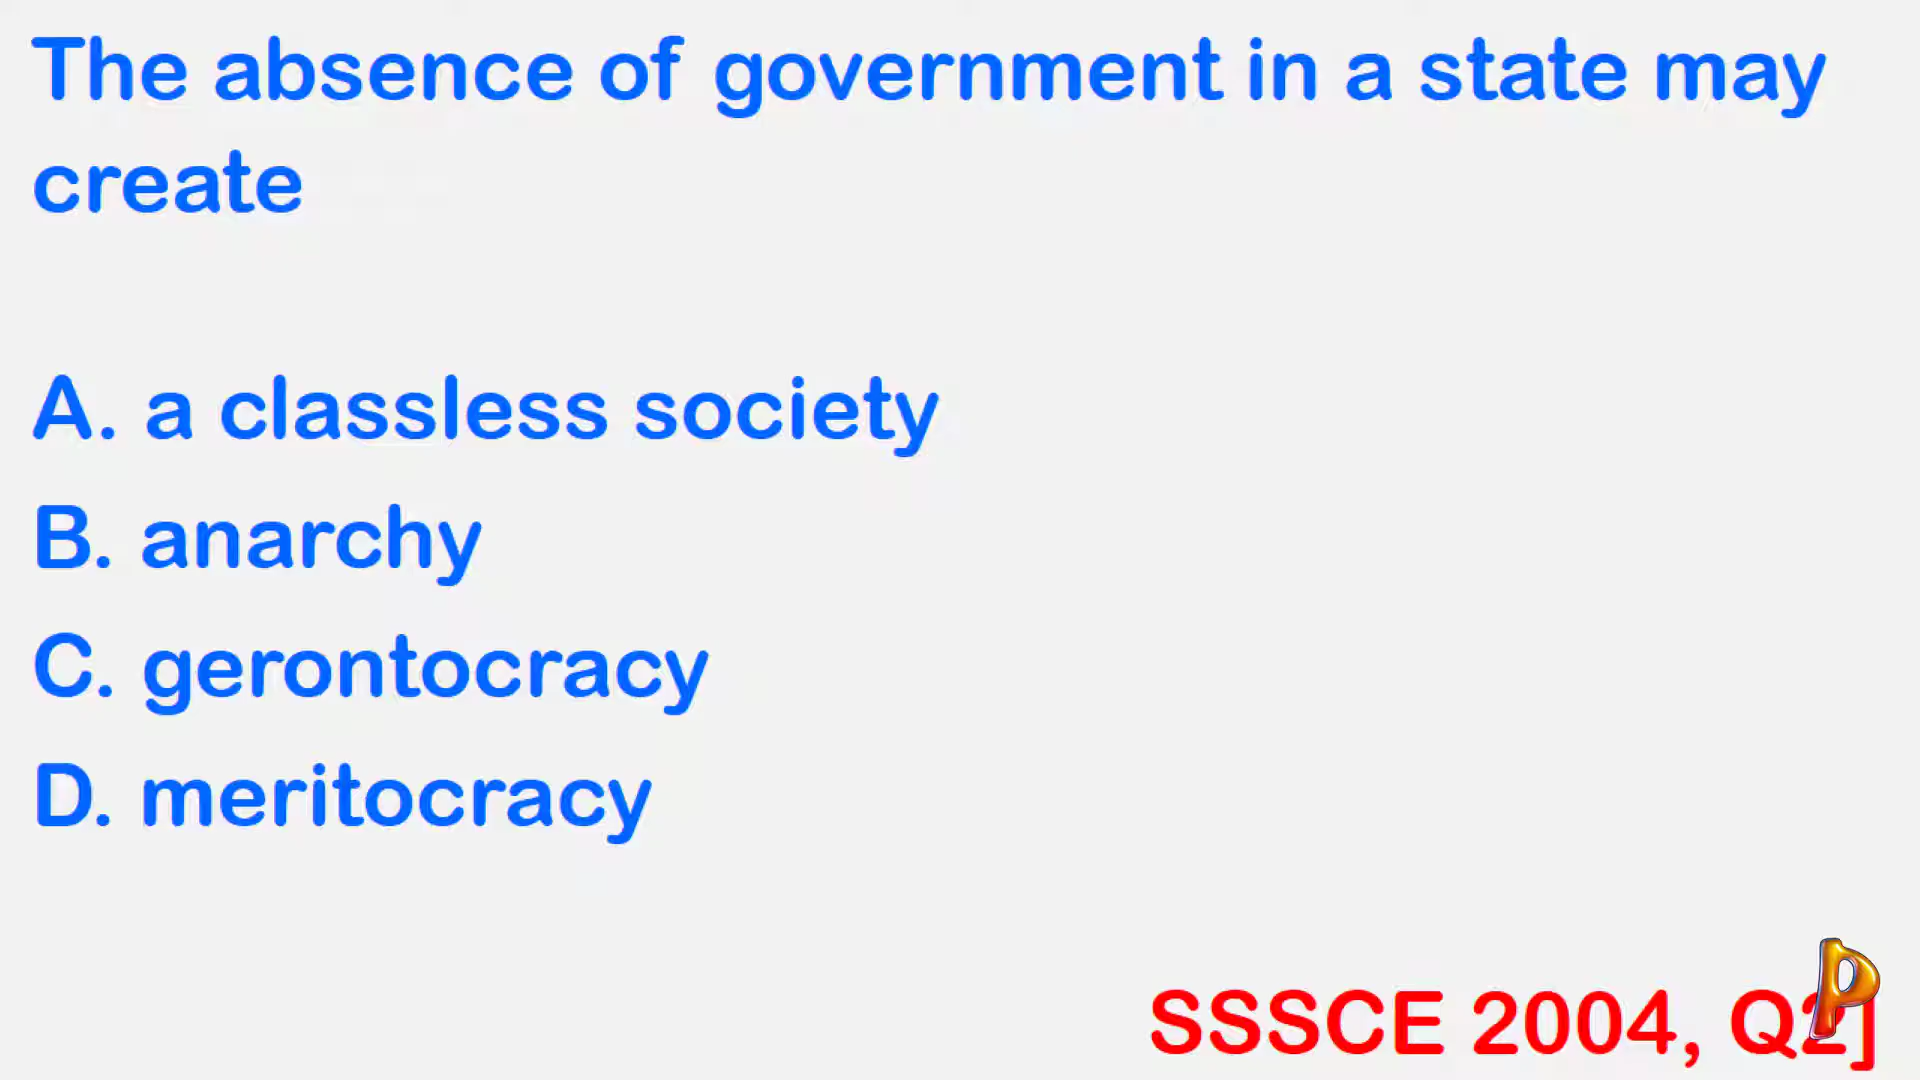 The absence of government in a state may
create
A. a classless society
B. anarchy
C. gerontocracy
D. meritocracy
SSSCE 2004, Q2]